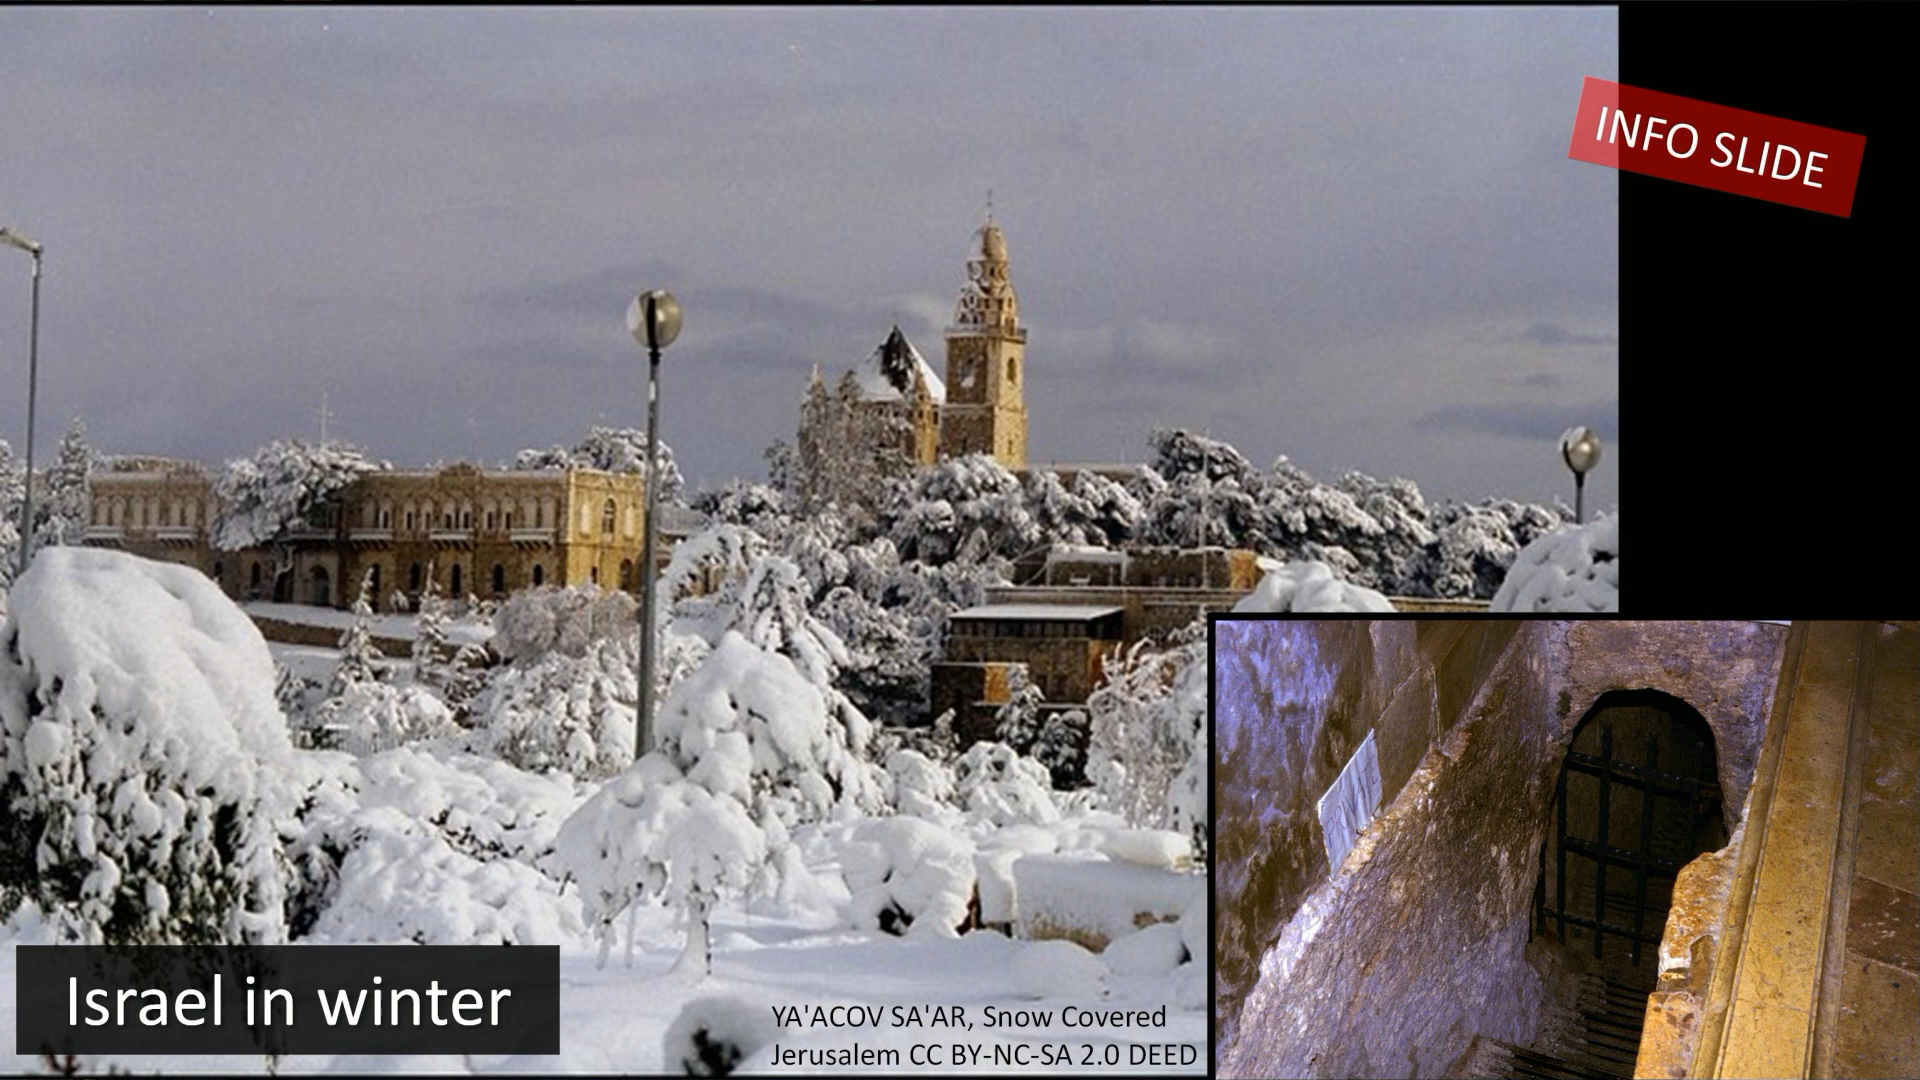 INFO SLIDE
Israel in winter
YA'ACOV SA'AR, Snow Covered
Jerusalem CC BY-NC-SA 2.0 DEED